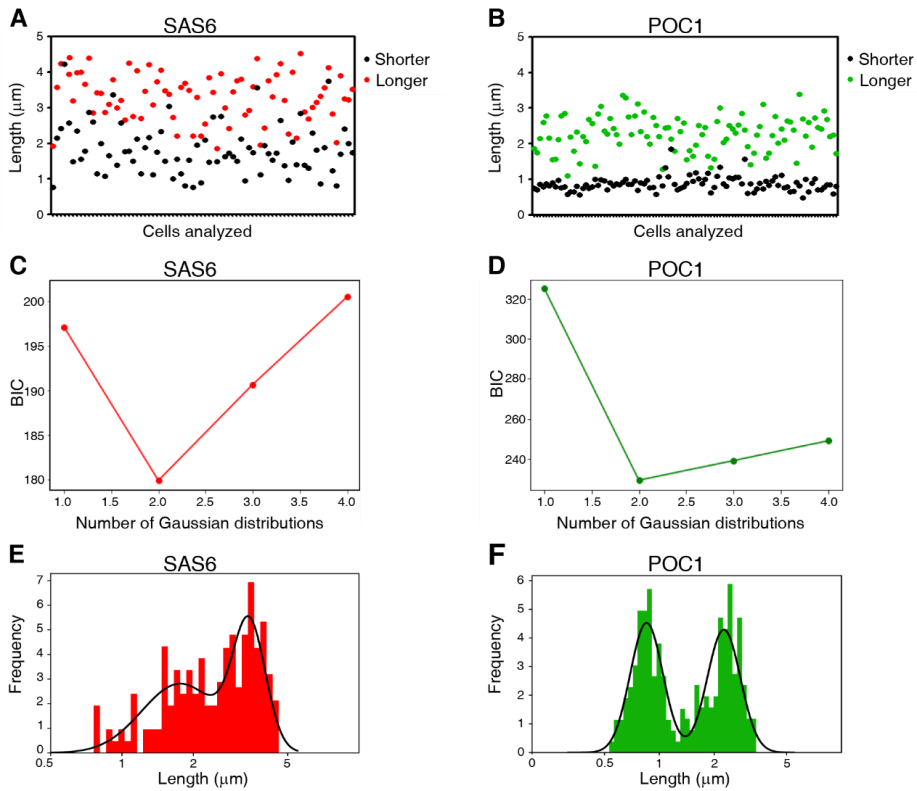 A
SAS6
5
4
3
2
1
0
Length (μm)
Cells analyzed
Shorter
Longer
B
POC1
5
4
3
2
1
0
Length (μm)
Cells analyzed
Shorter
Longer
C
SAS6
200
195
190
185
180
BIC
1.0 1.5 2.0 2.5 3.0 3.5 4.0
Number of Gaussian distributions
D
POC1
320
300
280
260
240
BIC
1.0 1.5 2.0 2.5 3.0 3.5 4.0
Number of Gaussian distributions
E
SAS6
7
6
5
4
3
2
1
0
Frequency
0.5 1 2 5
Length (μm)
F
POC1
6
5
4
3
2
1
0
Frequency
0 0.5 1 2 5
Length (μm)